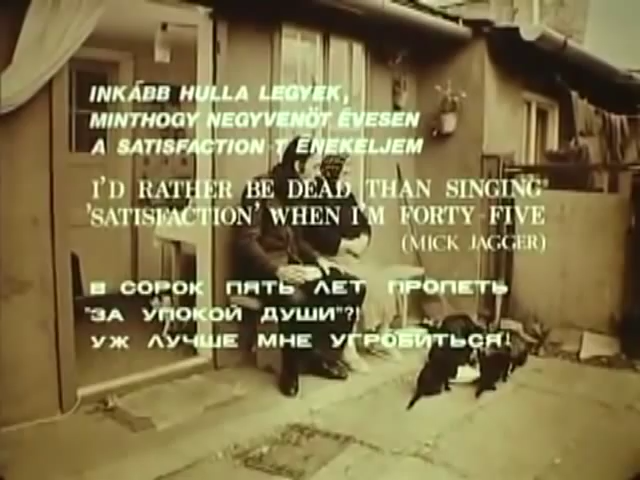 INKÁBB HULLA LEGYEK,
MINTHOGY NEGYVENÖT ÉVESEN
A SATISFACTION T ÉNEKELJEM
I'D RATHER BE DEAD THAN SINGING
'SATISFACTION' WHEN I'M FORTY FIVE
(MICK JAGGER)
В СОРОК ПЯТЬ ЛЕТ ПРОПЕТЬ
"ЗА УПОКОЙ ДУШИ"?!
УЖ ЛУЧШЕ МНЕ УГРОБИТЬСЯ!